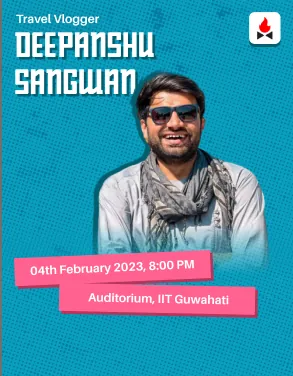 Travel Vlogger
DEEPANSHU
SANGWAN
04th February 2023, 8:00 PM
Auditorium, IIT Guwahati